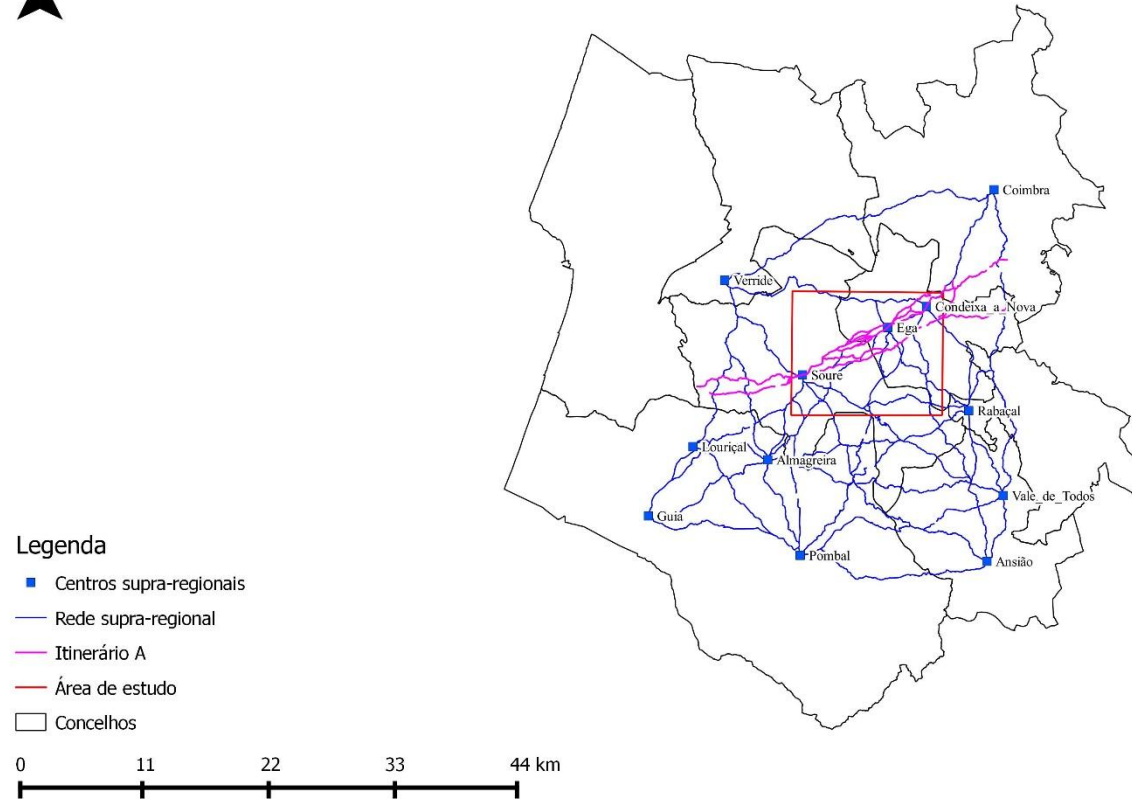 Coimbra
Verride
Condeixa_a_Nova
Ega
Soure
Rabaçal
Louriçal
Almagreira
Vale_de_Todos
Guia
Pombal
Ansião
Legenda
Centros supra-regionais
Rede supra-regional
Itinerário A
Área de estudo
Concelhos
0 11 22 33 44 km